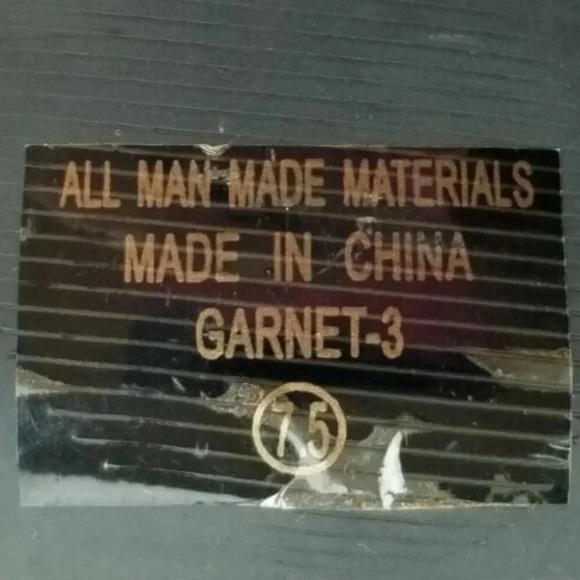 ALL MAN MADE MATERIALS
MADE IN CHINA
GARNET-3
7.5